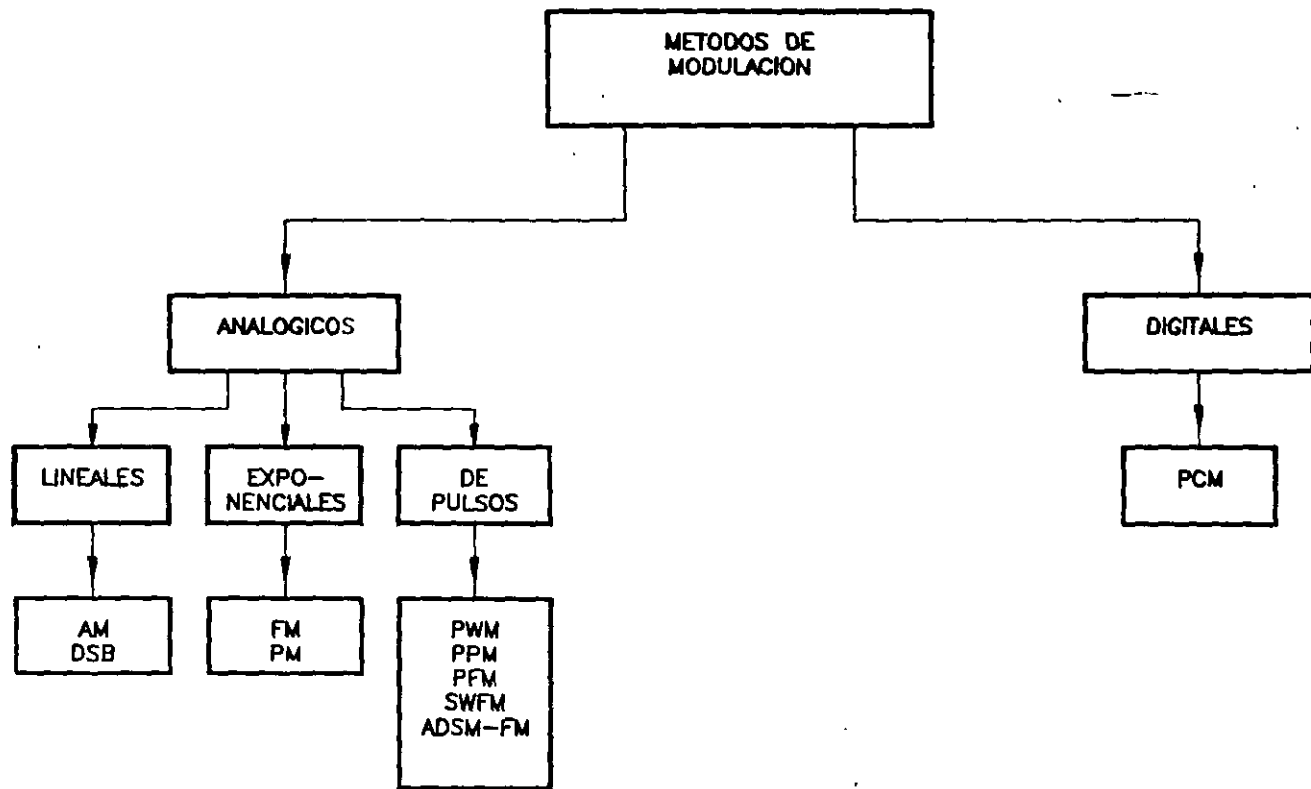 METODOS DE
MODULACION
ANALOGICOS
DIGITALES
LINEALES
EXPO-
NENCIALES
DE
PULSOS
PCM
AM
DSB
FM
PM
PWM
PPM
PFM
SWFM
ADSM-FM